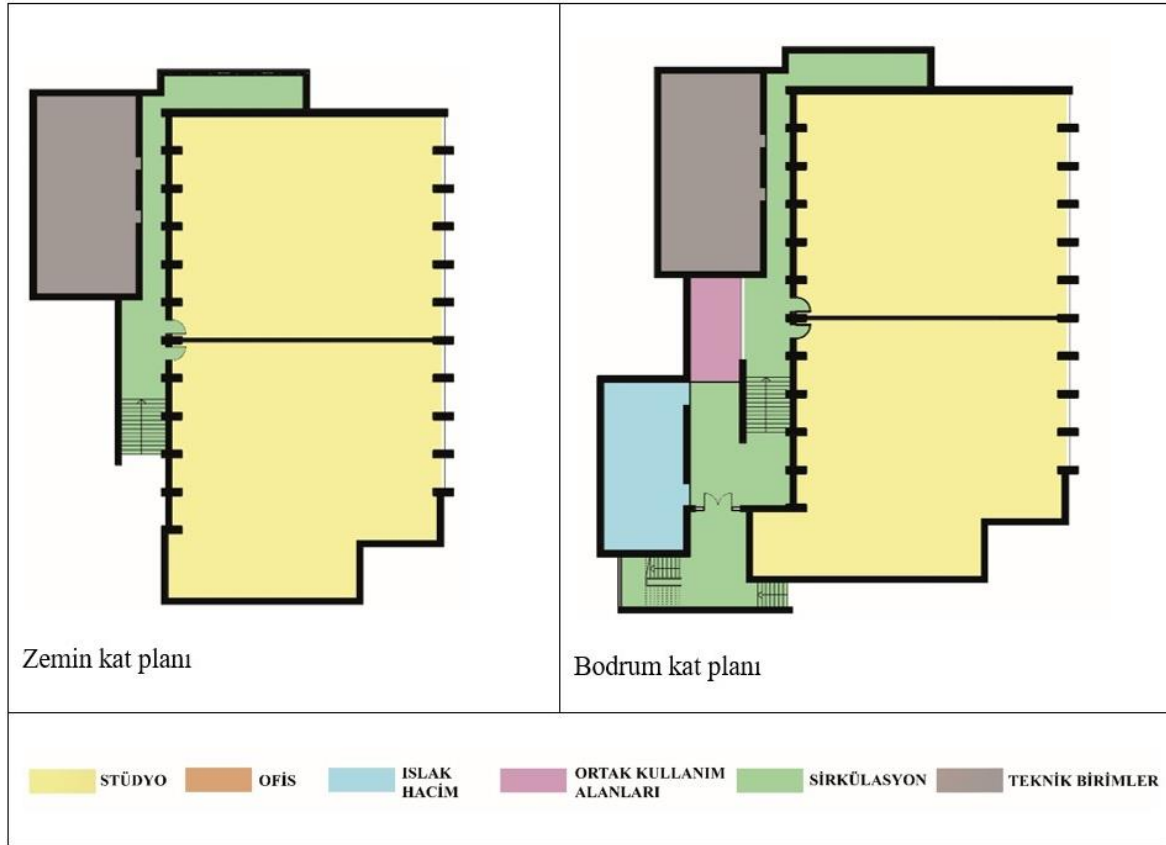 Zemin kat planı
Bodrum kat planı
STÜDYO
OFİS
ISLAK
HACİM
ORTAK KULLANIM
ALANLARI
SİRKÜLASYON
TEKNİK BİRİMLER